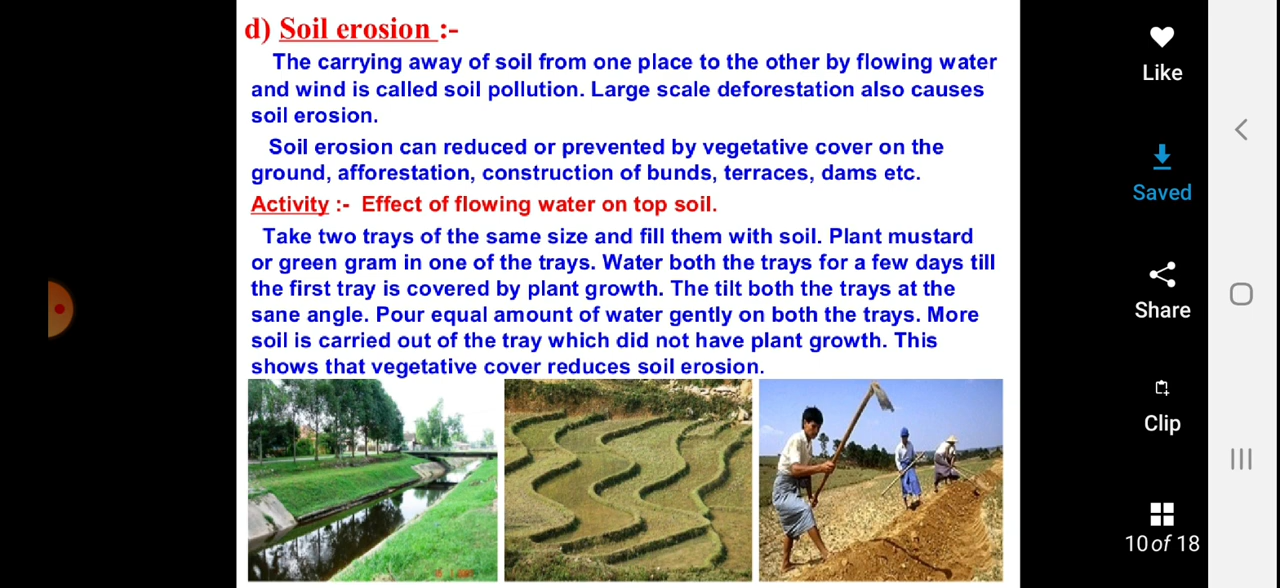 d) Soil erosion :-
The carrying away of soil from one place to the other by flowing water
and wind is called soil pollution. Large scale deforestation also causes
soil erosion.
Soil erosion can reduced or prevented by vegetative cover on the
ground, afforestation, construction of bunds, terraces, dams etc.
Activity :- Effect of flowing water on top soil.
Take two trays of the same size and fill them with soil. Plant mustard
or green gram in one of the trays. Water both the trays for a few days till
the first tray is covered by plant growth. The tilt both the trays at the
sane angle. Pour equal amount of water gently on both the trays. More
soil is carried out of the tray which did not have plant growth. This
shows that vegetative cover reduces soil erosion.
Like
Saved
Share
Clip
10 of 18